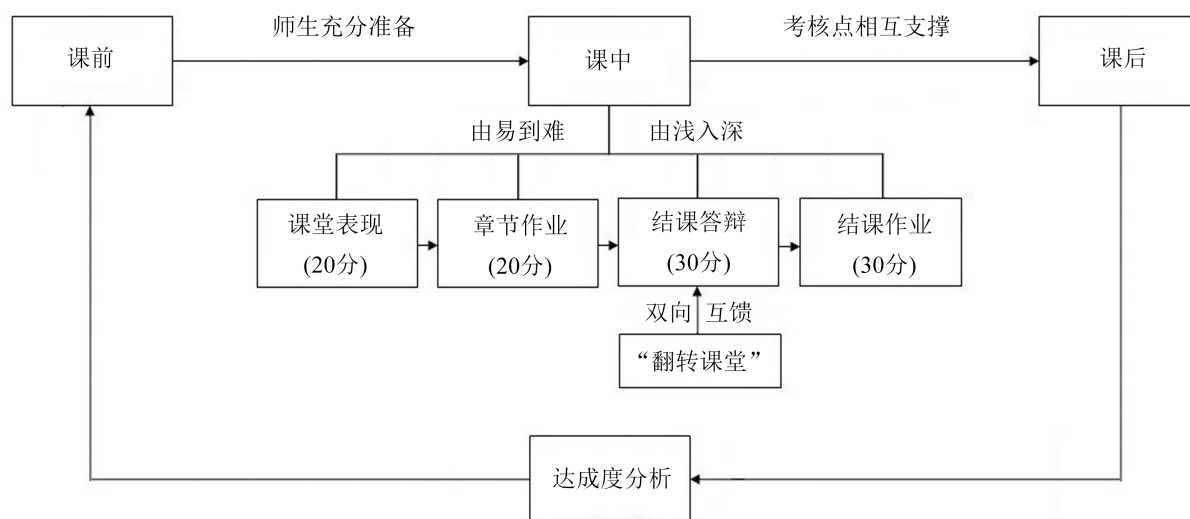 师生充分准备
考核点相互支撑
课前
课中
课后
由易到难
由浅入深
课堂表现
(20分)
章节作业
(20分)
结课答辩
(30分)
结课作业
(30分)
双向
互馈
“翻转课堂”
达成度分析